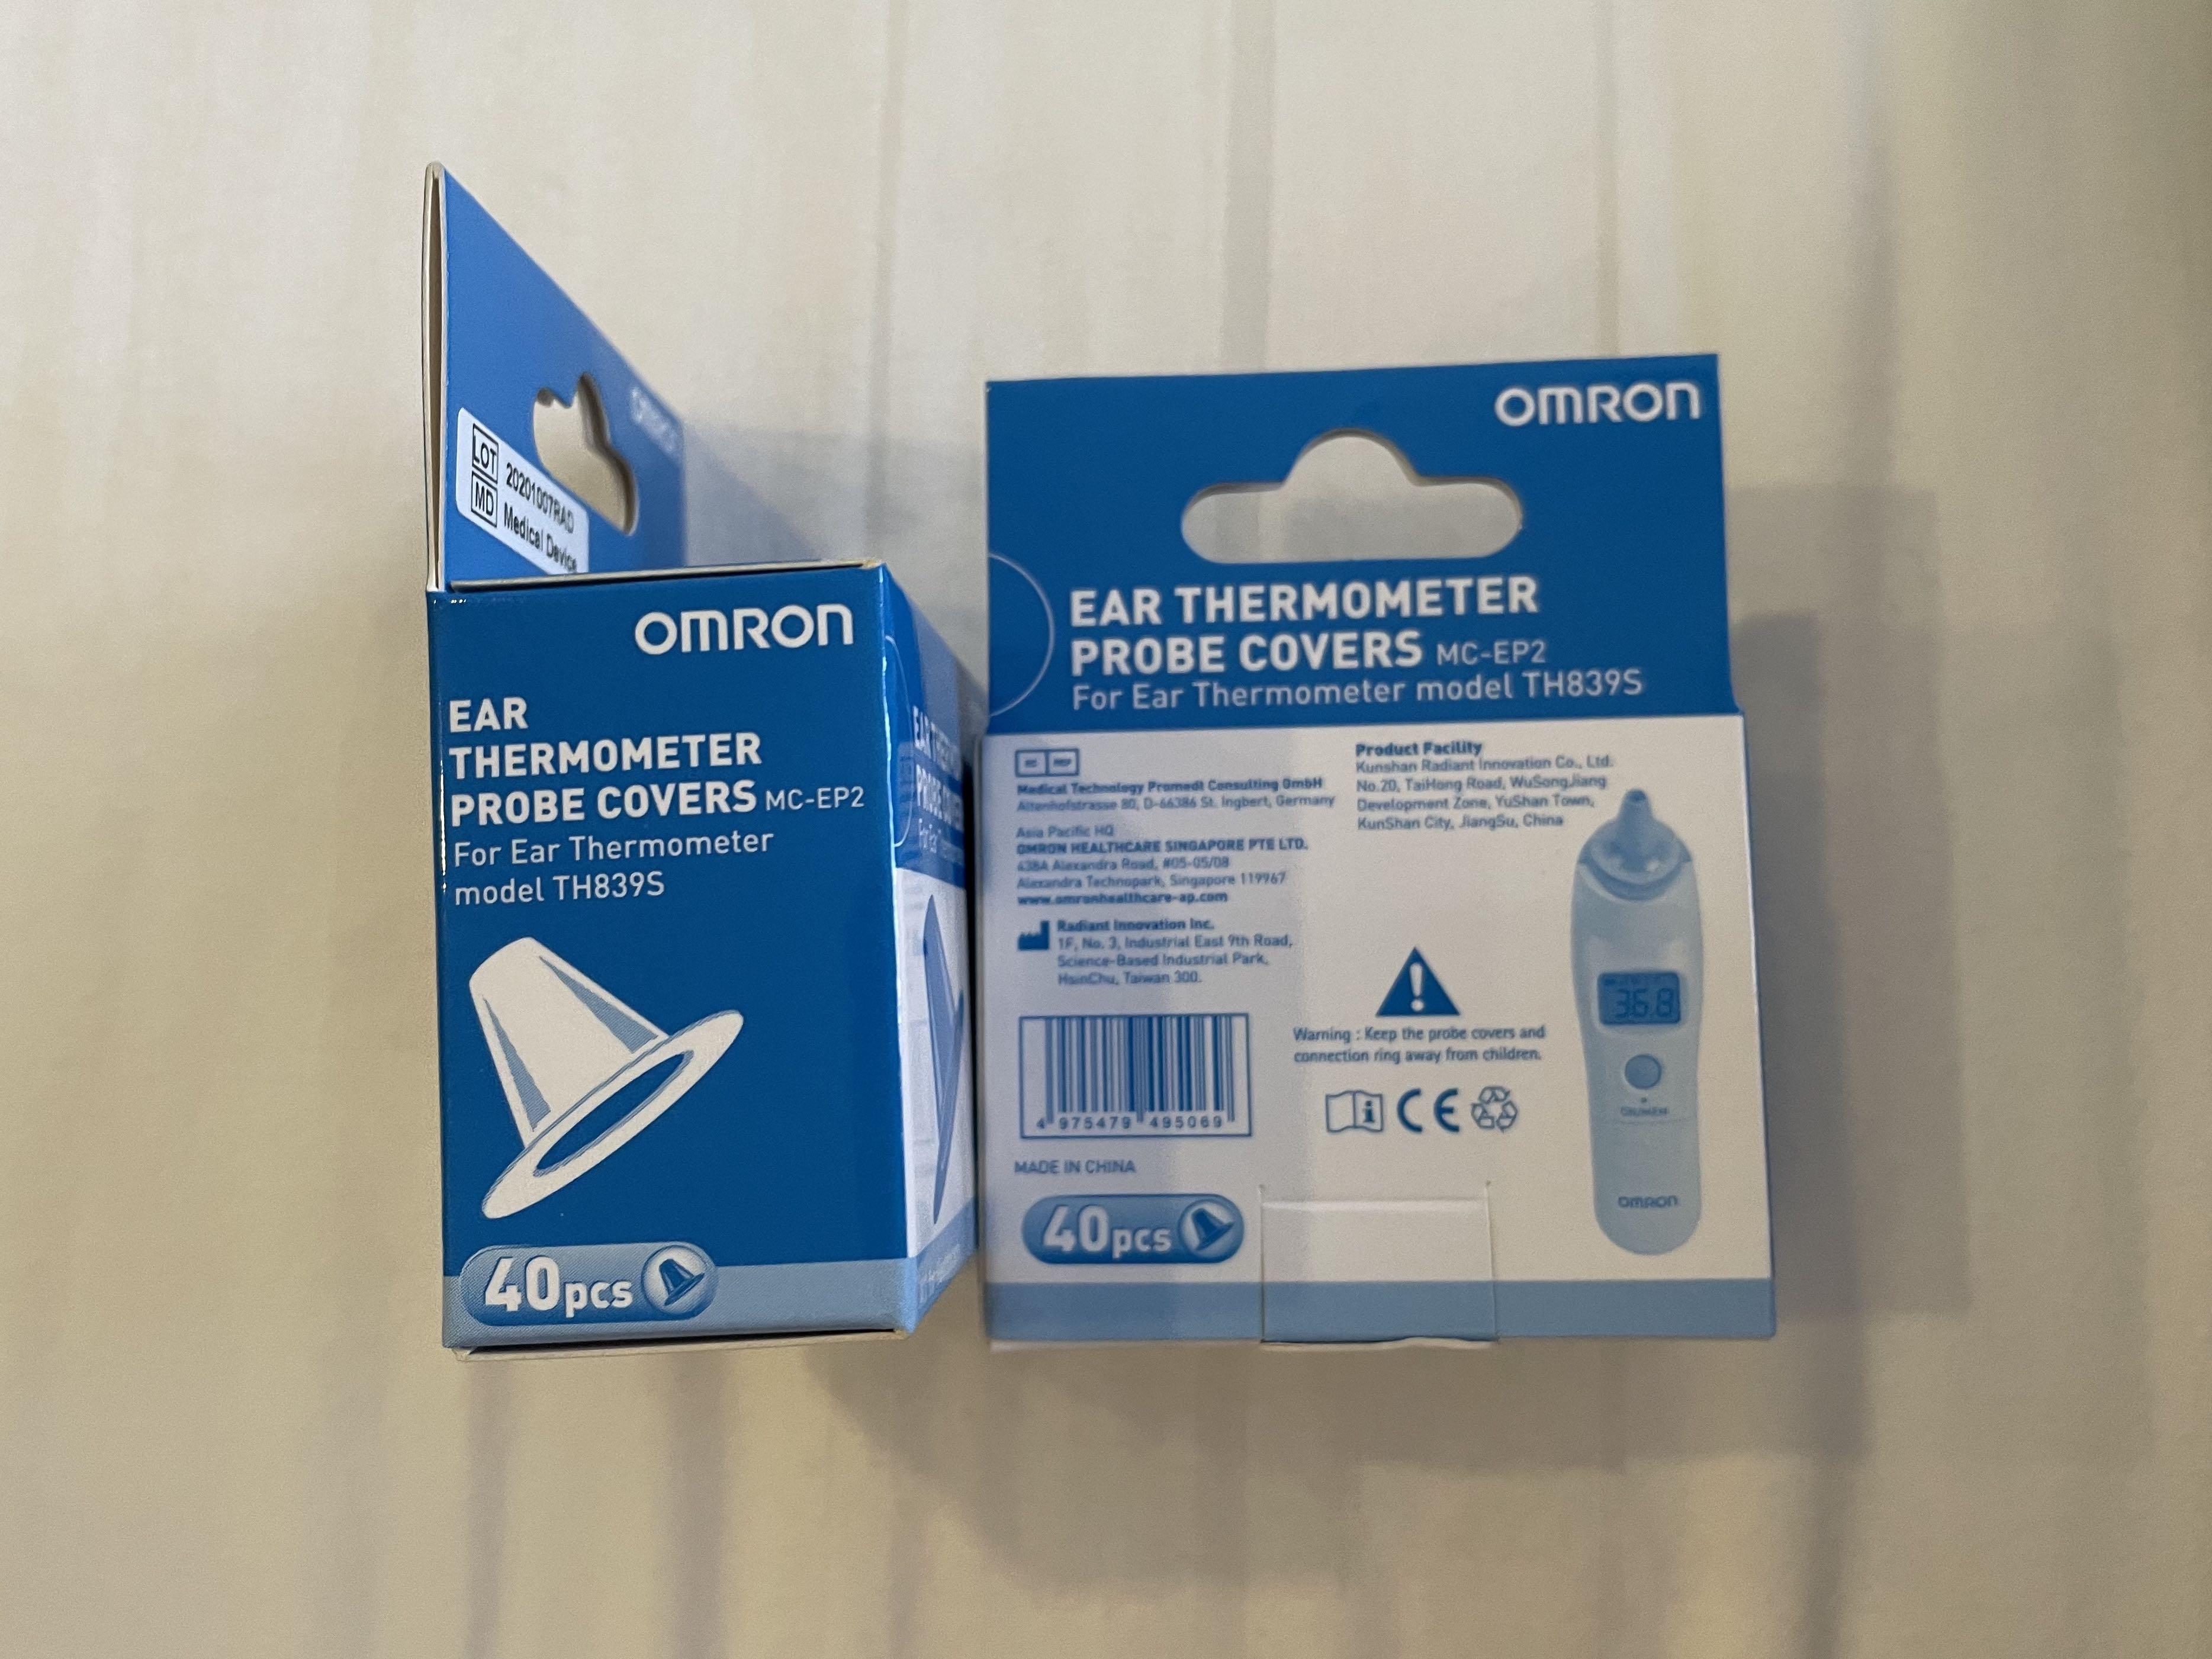 OMRON
LOT 20201007RAD
MD Medical Device
OMRON
EAR
THERMOMETER
PROBE COVERS MC-EP2
For Ear Thermometer
model TH839S
40pcs
OMRON
EAR THERMOMETER
PROBE COVERS MC-EP2
For Ear Thermometer model TH839S
EC REP
Medical Technology Promedt Consulting GmbH
Altenhofstrasse 80, D-66386 St. Ingbert, Germany
Asia Pacific HQ
OMRON HEALTHCARE SINGAPORE PTE LTD.
438A Alexandra Road, #05-05/08
Alexandra Technopark, Singapore 119967
www.omronhealthcare-ap.com
Radiant Innovation Inc.
1F, No. 3, Industrial East 9th Road,
Science-Based Industrial Park,
HsinChu, Taiwan 300.
Product Facility
Kunshan Radiant Innovation Co., Ltd.
No.20, TaiHong Road, WuSongJiang
Development Zone, YuShan Town,
KunShan City, JiangSu, China
Warning : Keep the probe covers and
connection ring away from children.
CE
4 975479 495069
MADE IN CHINA
40pcs
36.8
OMRON